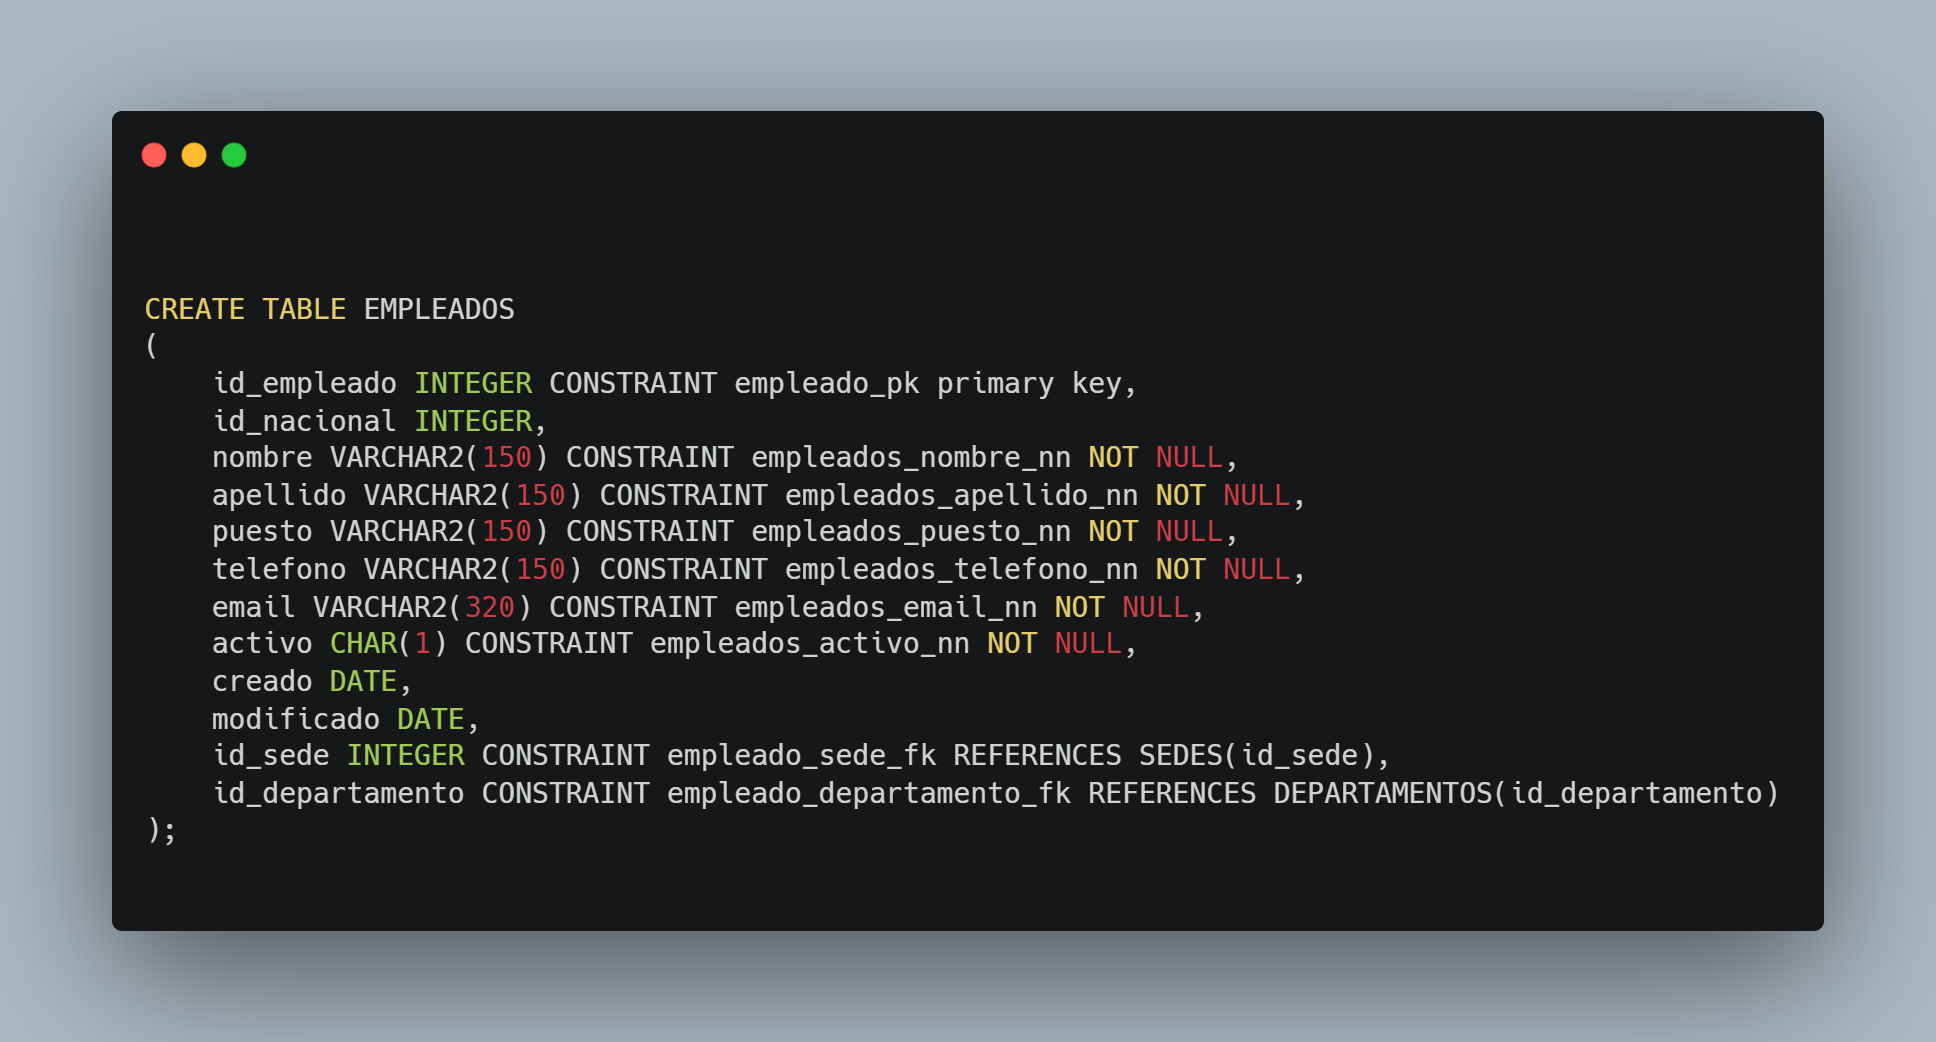 CREATE TABLE EMPLEADOS
(
    id_empleado INTEGER CONSTRAINT empleado_pk primary key,
    id_nacional INTEGER,
    nombre VARCHAR2(150) CONSTRAINT empleados_nombre_nn NOT NULL,
    apellido VARCHAR2(150) CONSTRAINT empleados_apellido_nn NOT NULL,
    puesto VARCHAR2(150) CONSTRAINT empleados_puesto_nn NOT NULL,
    telefono VARCHAR2(150) CONSTRAINT empleados_telefono_nn NOT NULL,
    email VARCHAR2(320) CONSTRAINT empleados_email_nn NOT NULL,
    activo CHAR(1) CONSTRAINT empleados_activo_nn NOT NULL,
    creado DATE,
    modificado DATE,
    id_sede INTEGER CONSTRAINT empleado_sede_fk REFERENCES SEDES(id_sede),
    id_departamento CONSTRAINT empleado_departamento_fk REFERENCES DEPARTAMENTOS(id_departamento)
);